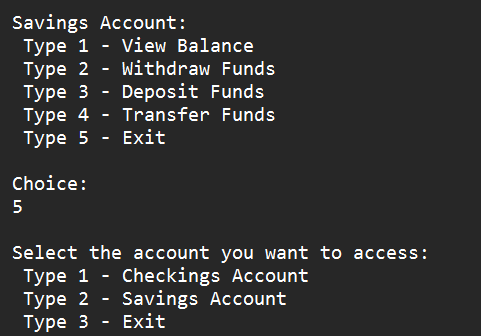 Savings Account:
Type 1 - View Balance
Type 2 - Withdraw Funds
Type 3 - Deposit Funds
Type 4 - Transfer Funds
Type 5 - Exit
Choice:
5
Select the account you want to access:
Type 1 - Checkings Account
Type 2 - Savings Account
Type 3 - Exit